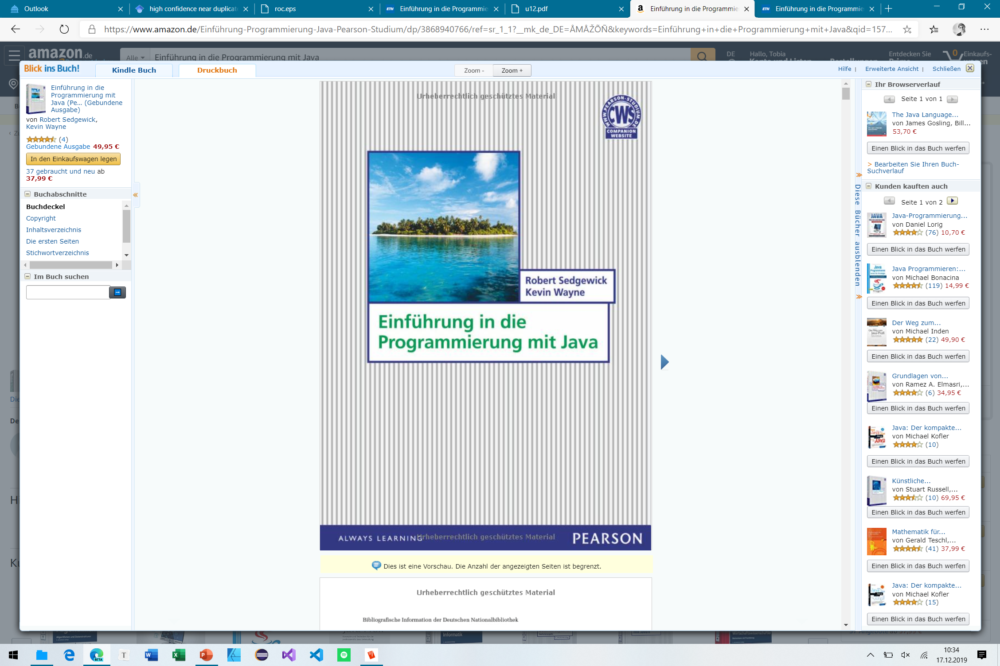 Outlook
high confidence near duplicate
roc.eps
Einführung in die Programmie
u12.pdf
Einführung in die Programmie
Einführung in die Programmie
https://www.amazon.de/Einführung-Programmierung-Java-Pearson-Studium/dp/3868940766/ref=sr_1_1?__mk_de_DE=ÅMÅŽÕÑ&keywords=Einführung+in+die+Programmierung+mit+Java&qid=157...
amazon.de
Alle
Einführung in die Programmierung mit Java
DE
Hallo, Tobia
Entdecken Sie
0
Einkaufs-
Blick ins Buch!
Kindle Buch
Druckbuch
Zoom -
Zoom +
Hilfe |
Erweiterte Ansicht |
Schließen
Einführung in die
Programmierung mit
Java (Pe... (Gebundene
Ausgabe)
von Robert Sedgewick,
Kevin Wayne
(4)
Gebundene Ausgabe 49,95 €
In den Einkaufswagen legen
37 gebraucht und neu ab
37,99 €
Buchabschnitte
Buchdeckel
Copyright
Inhaltsverzeichnis
Die ersten Seiten
Stichwortverzeichnis
Im Buch suchen
Urheberrechtlich geschütztes Material
WWW.PEARSON-STUDIUM.DE
CWS
COMPANION
WEBSITE
Robert Sedgewick
Kevin Wayne
Einführung in die
Programmierung mit Java
ALWAYS LEARNING
Urheberrechtlich geschütztes Material
PEARSON
Dies ist eine Vorschau. Die Anzahl der angezeigten Seiten ist begrenzt.
Urheberrechtlich geschütztes Material
Bibliografische Information der Deutschen Nationalbibliothek
Diese Bücher ausblenden
Ihr Browserverlauf
Seite 1 von 1
The Java Language...
von James Gosling, Bill...
53,70 €
Einen Blick in das Buch werfen
> Bearbeiten Sie Ihren Buch-
Suchverlauf
Kunden kauften auch
Seite 1 von 2
Java-Programmierung...
von Daniel Lorig
(76) 10,70 €
Einen Blick in das Buch werfen
Java Programmieren:...
von Michael Bonacina
(119) 14,99 €
Einen Blick in das Buch werfen
Der Weg zum...
von Michael Inden
(22) 49,90 €
Einen Blick in das Buch werfen
Grundlagen von...
von Ramez A. Elmasri,...
(6) 34,95 €
Einen Blick in das Buch werfen
Java: Der kompakte...
von Michael Kofler
(10)
Einen Blick in das Buch werfen
Künstliche...
von Stuart Russell,...
(10) 69,95 €
Einen Blick in das Buch werfen
Mathematik für...
von Gerald Teschl,...
(41) 37,99 €
Einen Blick in das Buch werfen
Java: Der kompakte...
von Michael Kofler
(15)
Einen Blick in das Buch werfen
10:34
17.12.2019